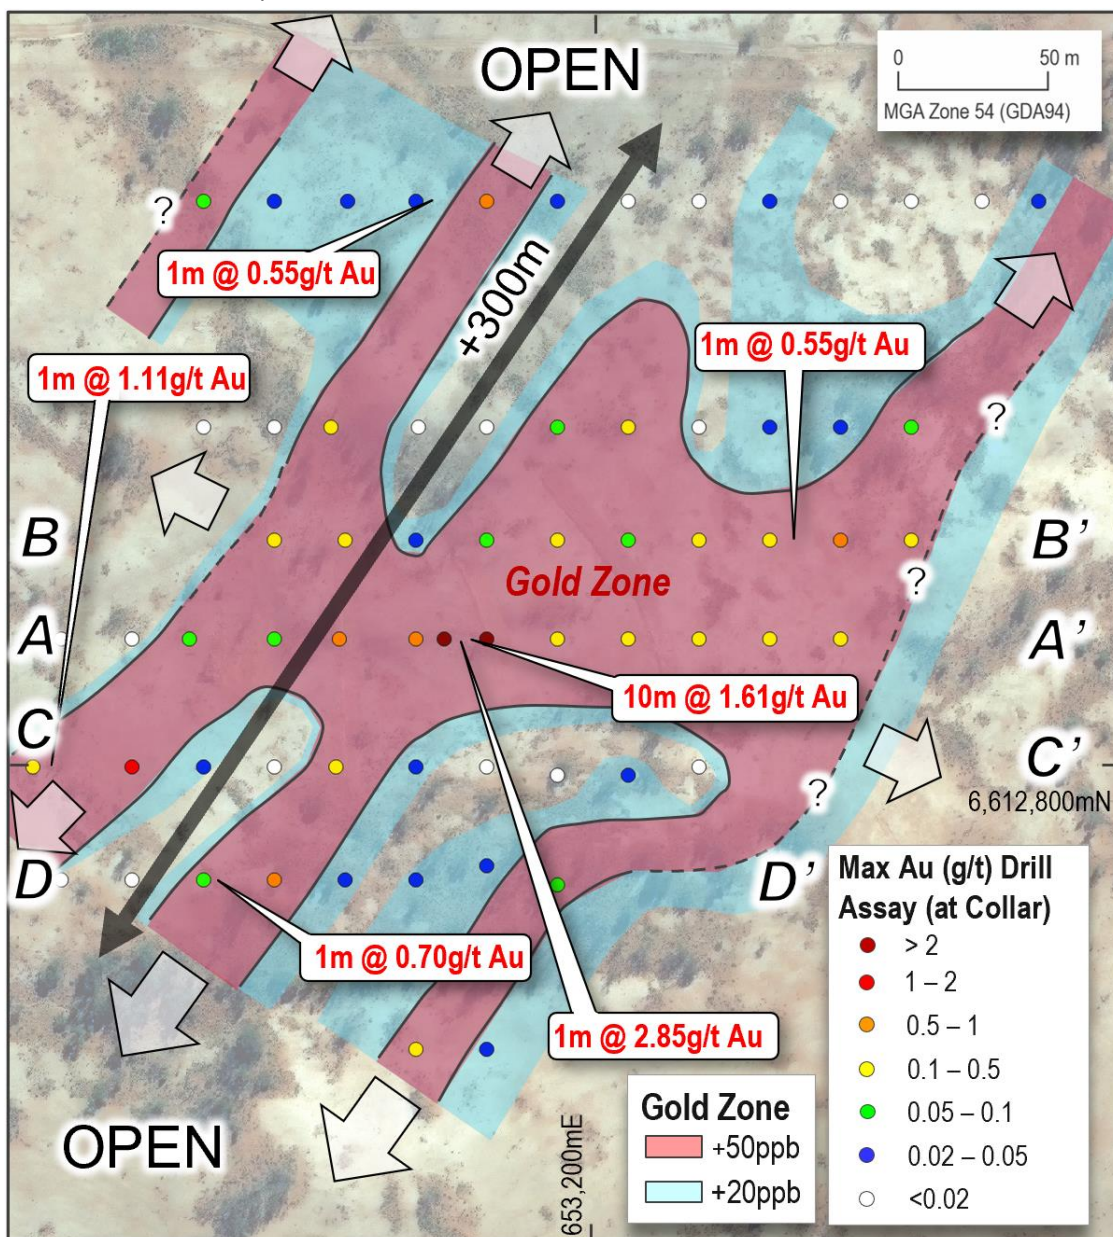 OPEN
0 50 m
MGA Zone 54 (GDA94)
?
1m @ 0.55g/t Au
+300m
1m @ 0.55g/t Au
1m @ 1.11g/t Au
?
B B’
?
Gold Zone
A A’
10m @ 1.61g/t Au
C C’
6,612,800mN
?
D D’
1m @ 0.70g/t Au
1m @ 2.85g/t Au
OPEN
653,200mE
Gold Zone
+50ppb
+20ppb
Max Au (g/t) Drill
Assay (at Collar)
> 2
1 – 2
0.5 – 1
0.1 – 0.5
0.05 – 0.1
0.02 – 0.05
<0.02